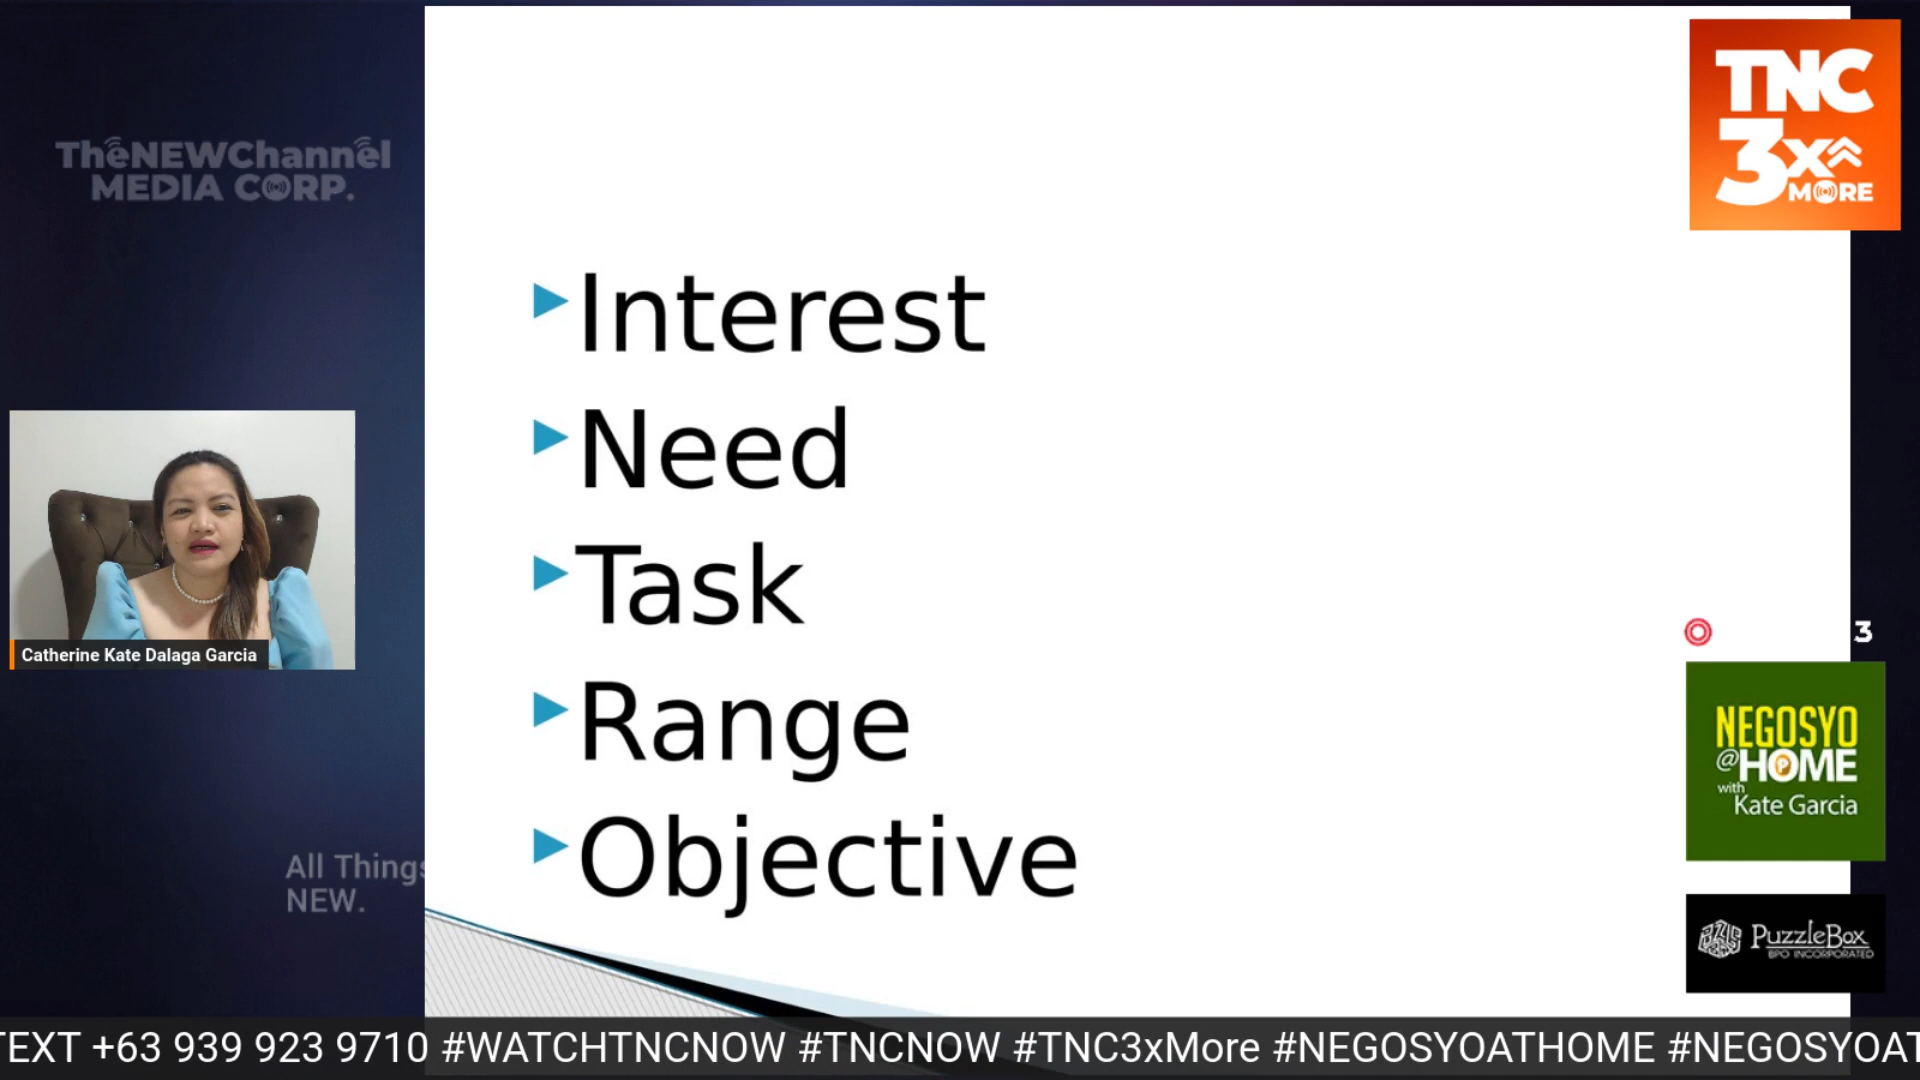 TheNEWChannel
MEDIA CORP.
TNC
3x
MORE
Interest
Need
Task
Range
Objective
Catherine Kate Dalaga Garcia
3
NEGOSYO
@HOME
with
Kate Garcia
All Things
NEW.
PuzzleBox
BPO INCORPORATED
TEXT +63 939 923 9710 #WATCHTNCNOW #TNCNOW #TNC3xMore #NEGOSYOATHOME #NEGOSYOAT